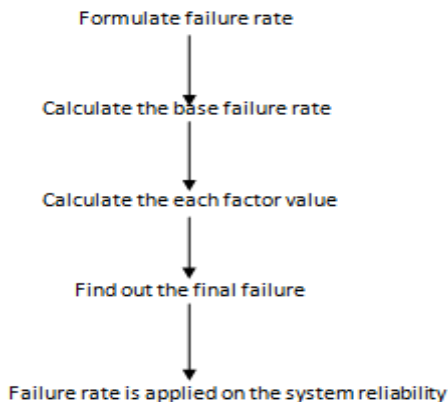 Formulate failure rate
Calculate the base failure rate
Calculate the each factor value
Find out the final failure
Failure rate is applied on the system reliability